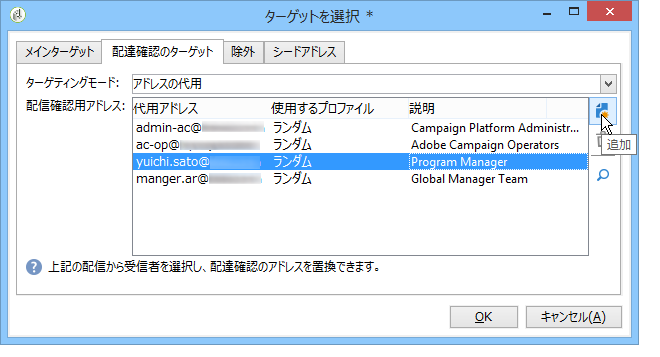 ターゲットを選択 *
メインターゲット 配達確認のターゲット 除外 シードアドレス
ターゲティングモード: アドレスの代用
配信確認用アドレス: 代用アドレス 使用するプロファイル 説明
admin-ac@ ランダム Campaign Platform Administr...
ac-op@ ランダム Adobe Campaign Operators
追加
yuichi.sato@ ランダム Program Manager
manger.ar@ ランダム Global Manager Team
上記の配信から受信者を選択し、配達確認のアドレスを置換できます。
OK キャンセル(A)